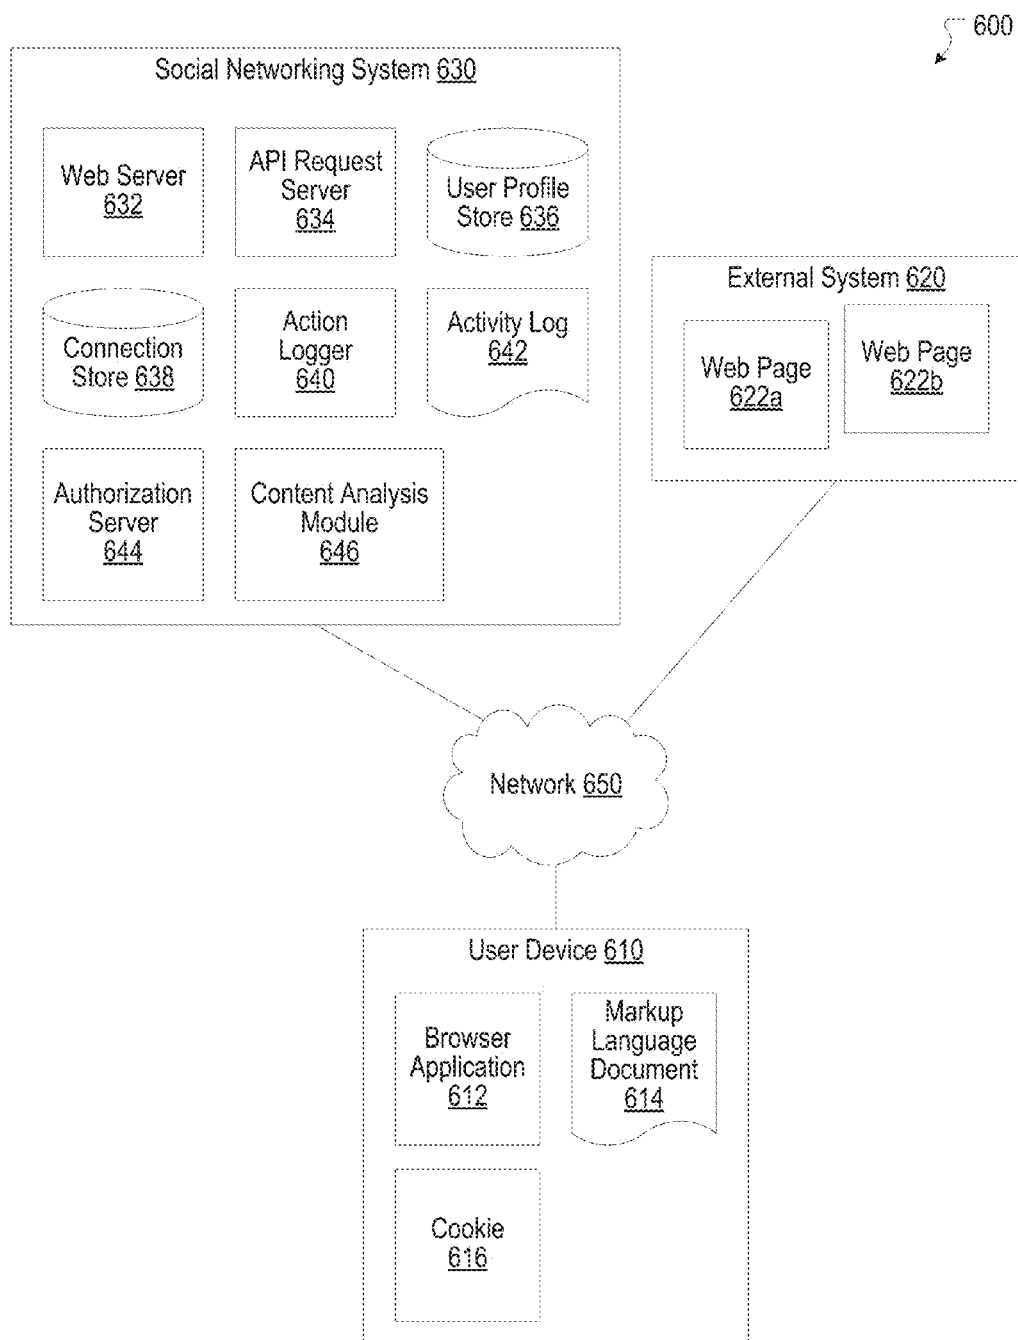 600
Social Networking System 630
Web Server
632
API Request
Server
634
User Profile
Store 636
Connection
Store 638
Action
Logger
640
Activity Log
642
Authorization
Server
644
Content Analysis
Module
646
External System 620
Web Page
622a
Web Page
622b
Network 650
User Device 610
Browser
Application
612
Markup
Language
Document
614
Cookie
616